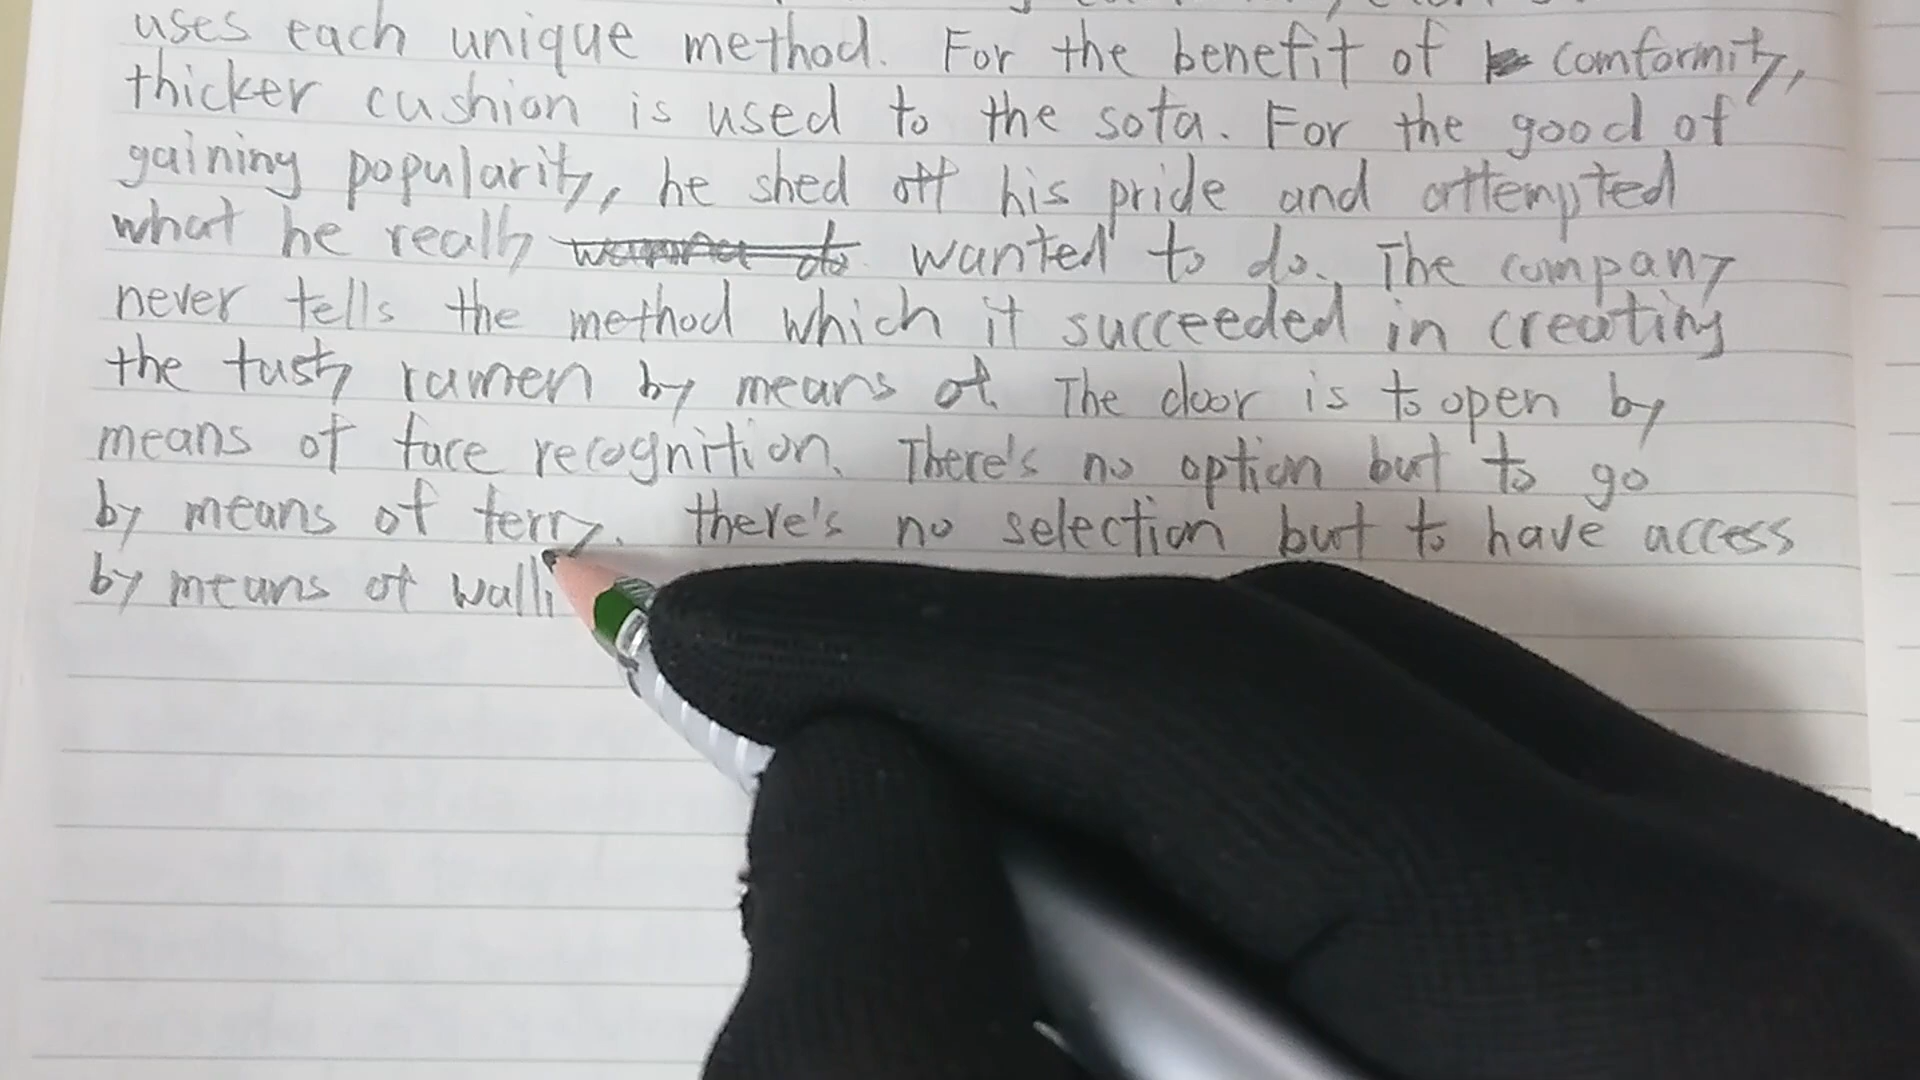 uses each unique method. For the benefit of comformity,
thicker cushion is used to the sofa. For the good of
gaining popularity, he shed off his pride and attempted
what he really wanna do wanted to do. The company
never tells the method which it succeeded in creating
the tasty ramen by means of. The door is to open by
means of face recognition. There's no option but to go
by means of ferry. there's no selection but to have access
by means of walli